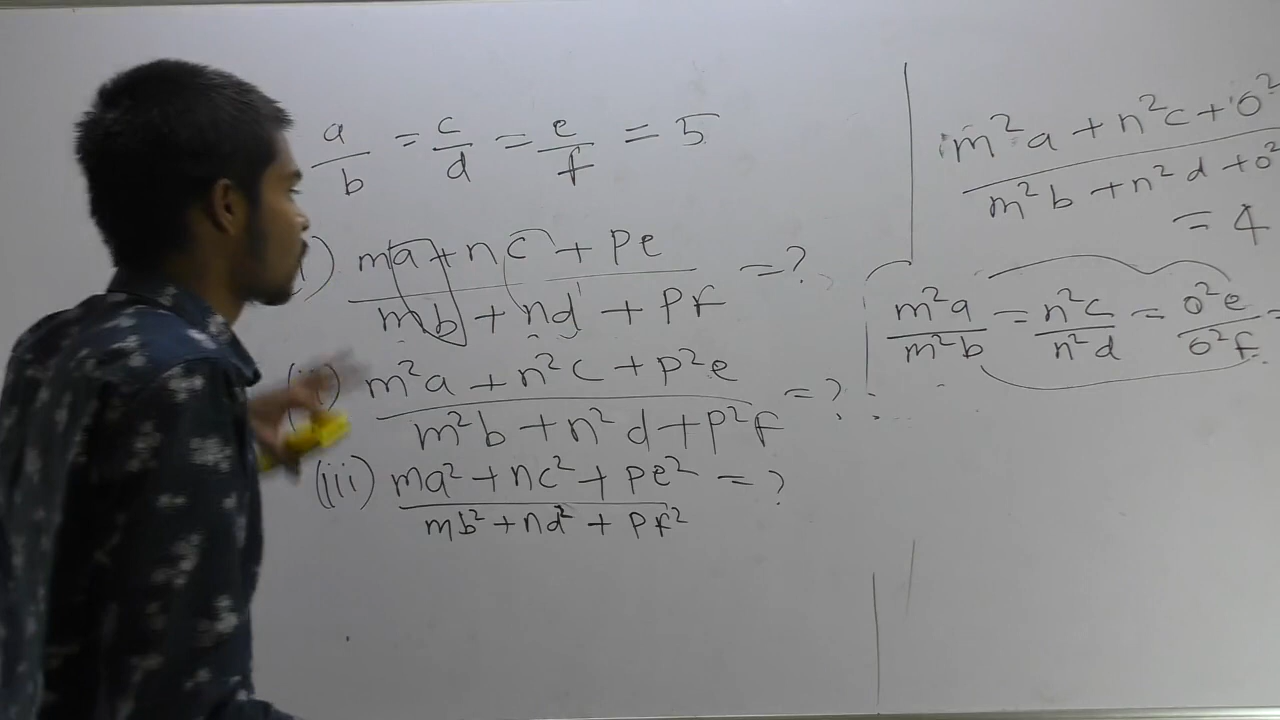 a/b = c/d = e/f = 5
i) ma + nc + pe / mb + nd + pf = ?
(ii) m²a + n²c + p²e / m²b + n²d + p²f = ?
(iii) ma² + nc² + pe² / mb² + nd² + pf² = ?
m²a + n²c + o² / m²b + n²d + o²
= 4
m²a/m²b = n²c/n²d = o²e/o²f =